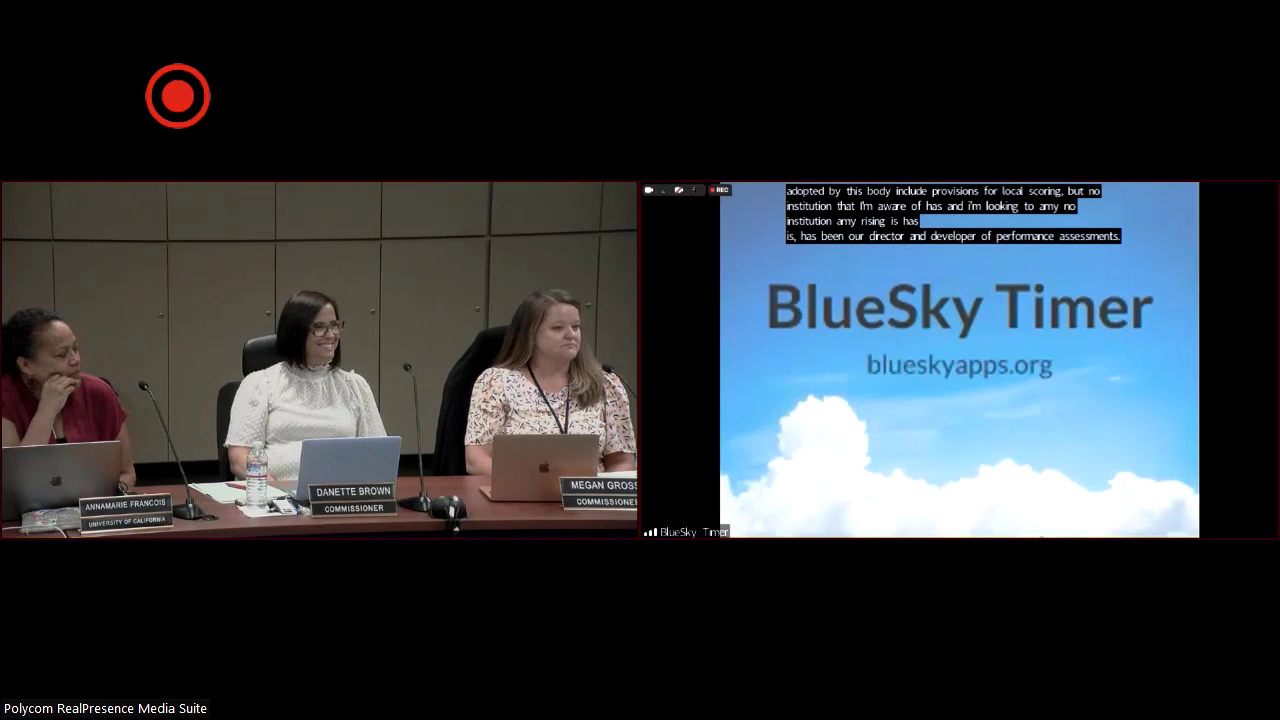 REC
adopted by this body include provisions for local scoring, but no
institution that I'm aware of has and i'm looking to amy no
institution amy rising is has
is, has been our director and developer of performance assessments.
BlueSky Timer
blueskyapps.org
ANNAMARIE FRANCOIS
UNIVERSITY OF CALIFORNIA
DANETTE BROWN
COMMISSIONER
MEGAN GROSS
COMMISSIONER
BlueSky Timer
Polycom RealPresence Media Suite